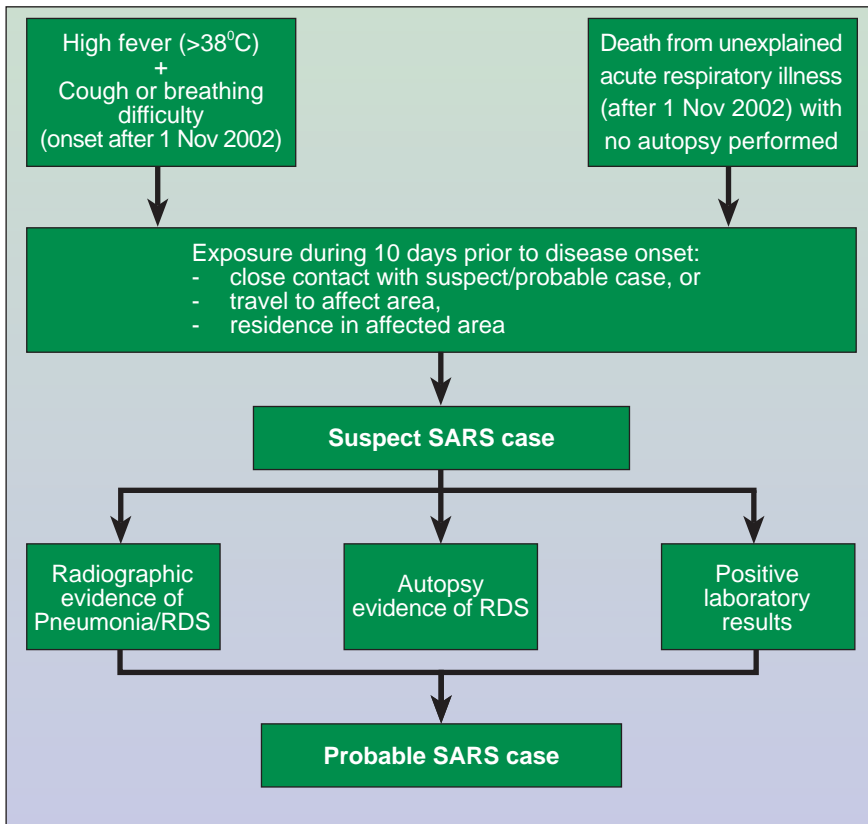 High fever (>38⁰C)
+
Cough or breathing
difficulty
(onset after 1 Nov 2002)
Death from unexplained
acute respiratory illness
(after 1 Nov 2002) with
no autopsy performed
Exposure during 10 days prior to disease onset:
- close contact with suspect/probable case, or
- travel to affect area,
- residence in affected area
Suspect SARS case
Radiographic
evidence of
Pneumonia/RDS
Autopsy
evidence of RDS
Positive
laboratory
results
Probable SARS case